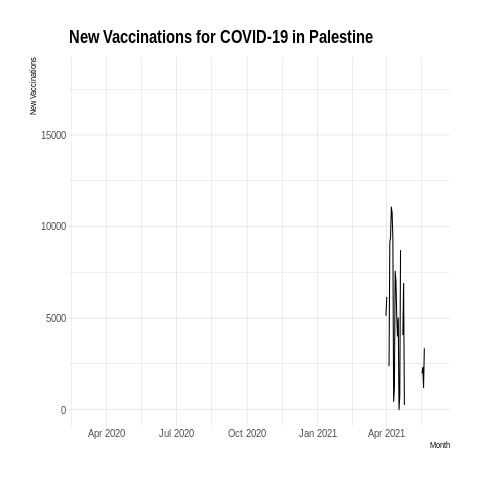 New Vaccinations for COVID-19 in Palestine
New Vaccinations
15000
10000
5000
0
Apr 2020 Jul 2020 Oct 2020 Jan 2021 Apr 2021
Month